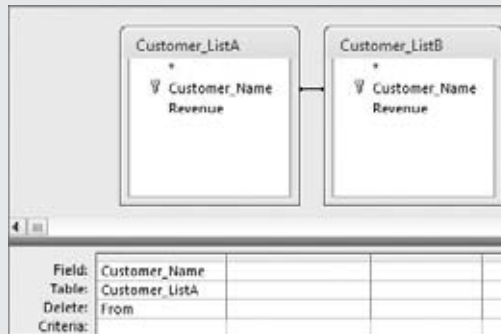 Customer_ListA
*
Customer_Name
Revenue
Customer_ListB
*
Customer_Name
Revenue
Field: Customer_Name
Table: Customer_ListA
Delete: From
Criteria: